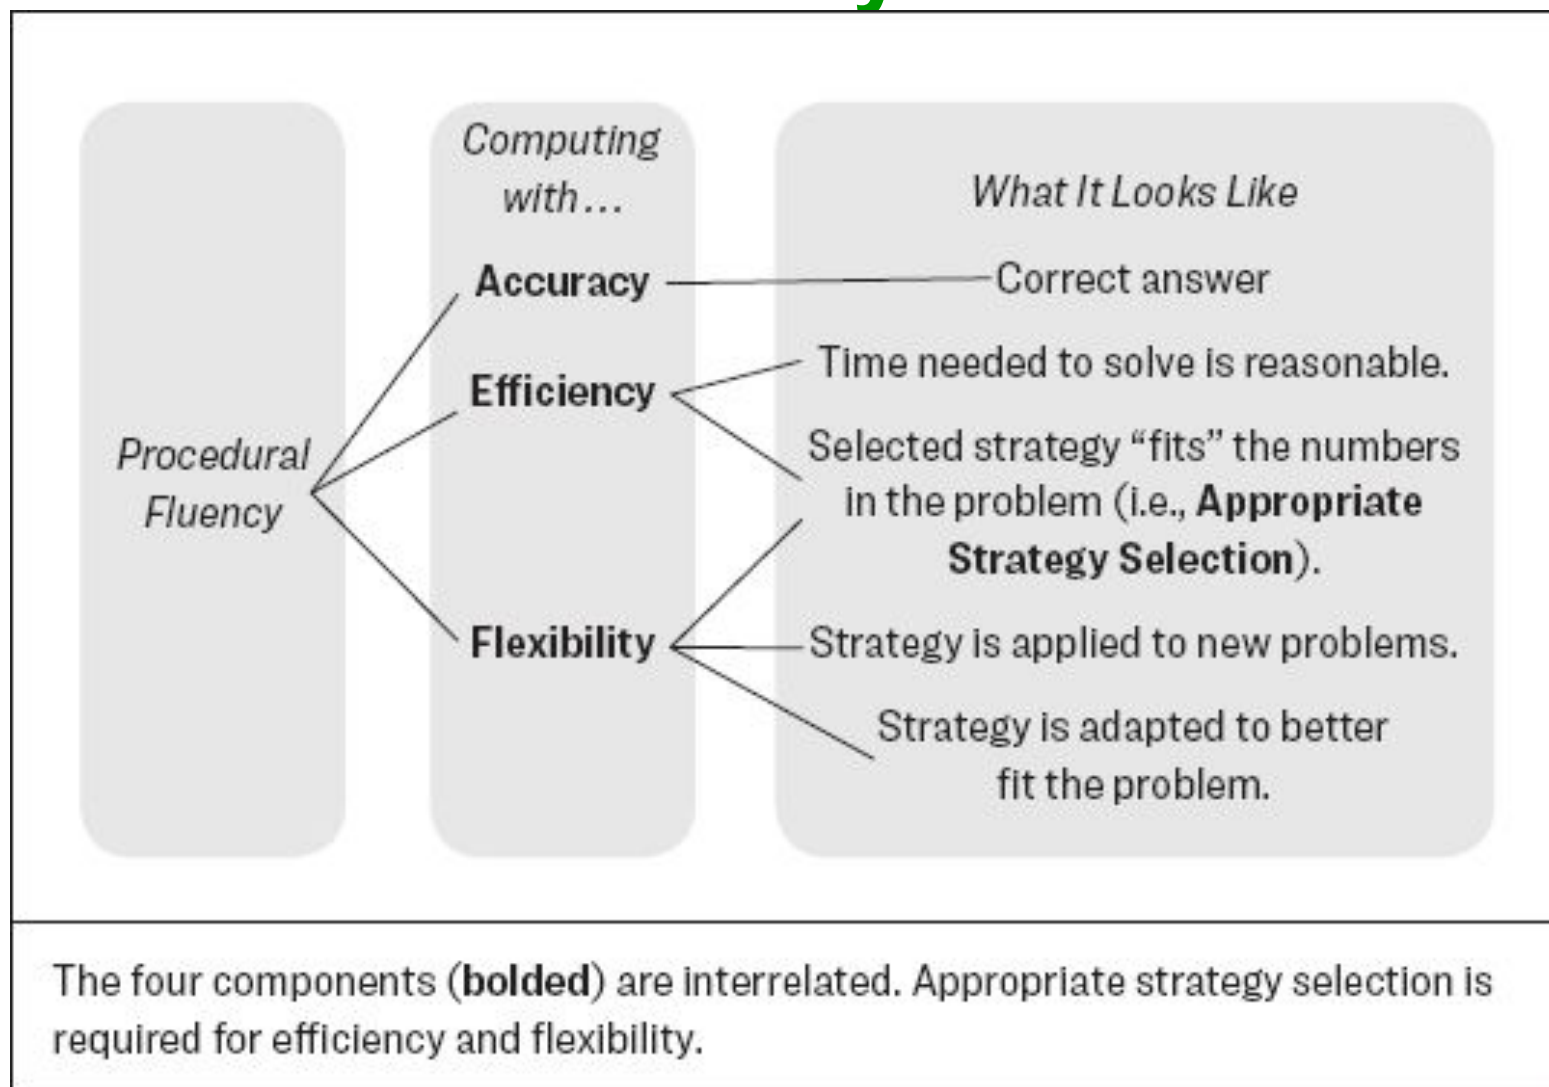 Computing
with...
What It Looks Like
Accuracy
Correct answer
Efficiency
Time needed to solve is reasonable.
Procedural
Fluency
Selected strategy “fits” the numbers
in the problem (i.e., Appropriate
Strategy Selection).
Flexibility
Strategy is applied to new problems.
Strategy is adapted to better
fit the problem.
The four components (bolded) are interrelated. Appropriate strategy selection is
required for efficiency and flexibility.